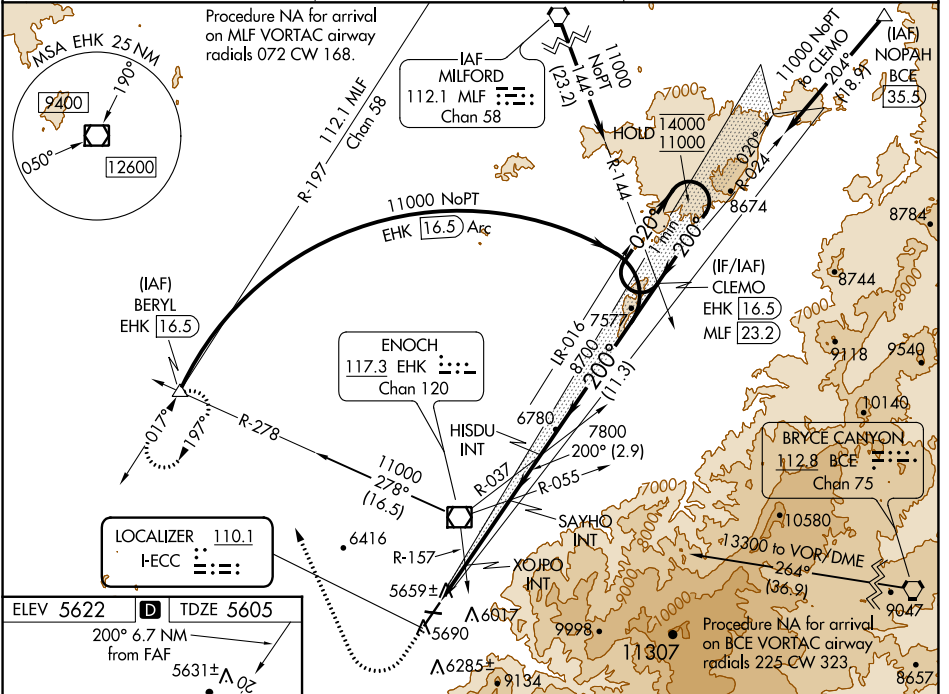 Procedure NA for arrival
on MLF VORTAC airway
radials 072 CW 168.
MSA EHK 25 NM
190°
9400
050°
12600
112.1 MLF
Chan 58
R-197
IAF
MILFORD
112.1 MLF
Chan 58
11000
NoPT
144°
(23.2)
R-144
11000 NoPT
to CLEMO
204°
(18.9)
(IAF)
NOPAH
BCE
35.5
7000
HOLD
14000
11000
020°
R-024
8674
8784
11000 NoPT
EHK 16.5 Arc
020°
1 min
200°
(IF/IAF)
CLEMO
EHK 16.5
MLF 23.2
8744
8000
7577
(IAF)
BERYL
EHK 16.5
LR-016
8700
200°
(11.3)
9118
9540
ENOCH
117.3 EHK
Chan 120
10140
017°
197°
R-278
6780
HISDU
INT
7800
200° (2.9)
BRYCE CANYON
112.8 BCE
Chan 75
11000
278°
(16.5)
R-037
R-055
7000
SAYHO
INT
10580
LOCALIZER 110.1
I-ECC
6416
R-157
XOJPO
INT
13300 to VOR/DME
264°
(36.9)
9047
5659±
6017
5690
ELEV 5622
D
TDZE 5605
9998
11307
Procedure NA for arrival
on BCE VORTAC airway
radials 225 CW 323.
200° 6.7 NM
from FAF
6285±
5631±
20
9134
8657